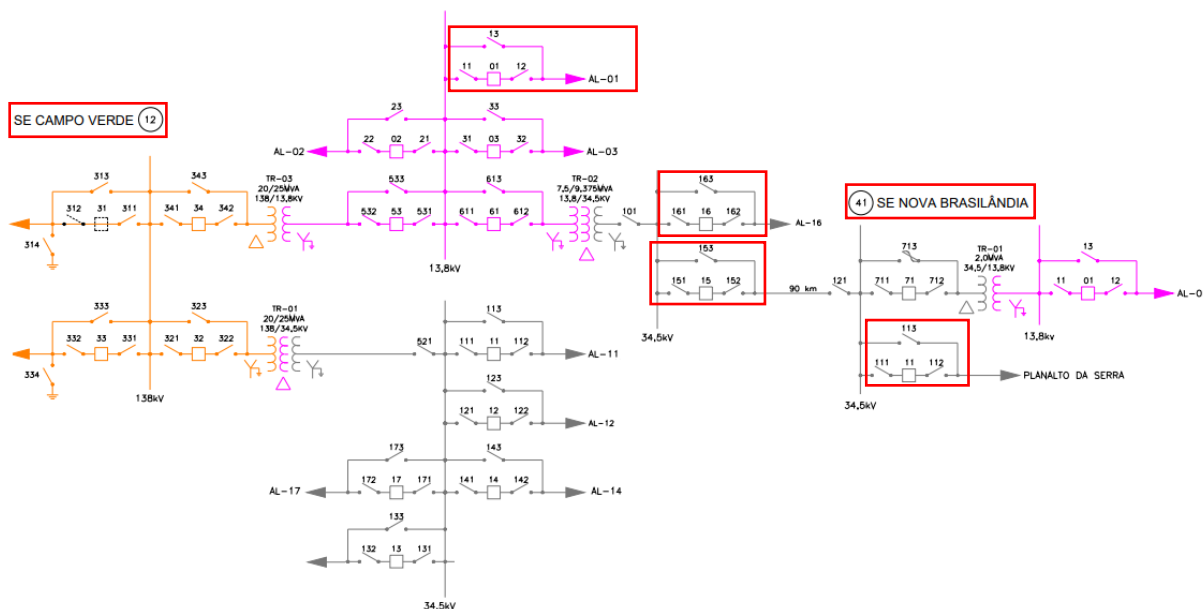 13
11 01 12
AL-01
SE CAMPO VERDE 12
23 33
22 02 21 31 03 32
AL-02 AL-03
313 343
TR-03
20/25MVA
138/13,8KV
533 613
TR-02
7,5/9,375MVA
13,8/34,5KV
163
41 SE NOVA BRASILÂNDIA
312 31 311 341 34 342
532 53 531 611 61 612
101
161 16 162
AL-16
314
13,8kV
153
713
TR-01
2,0MVA
34,5/13,8KV
13
151 15 152
90 km
121
711 71 712
11 01 12
AL-0
34,5kV
13,8kV
333 323
TR-01
20/25MVA
138/34,5KV
113
113
332 33 331 321 32 322
521
111 11 112
AL-11
111 11 112
PLANALTO DA SERRA
334
138kV
34,5kV
123
121 12 122
AL-12
173 143
172 17 171 141 14 142
AL-17 AL-14
133
132 13 131
34,5kV